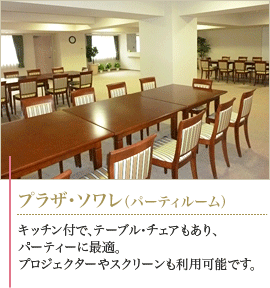 プラザ・ソワレ（パーティルーム）
キッチン付で、テーブル・チェアもあり、
パーティーに最適。
プロジェクターやスクリーンも利用可能です。